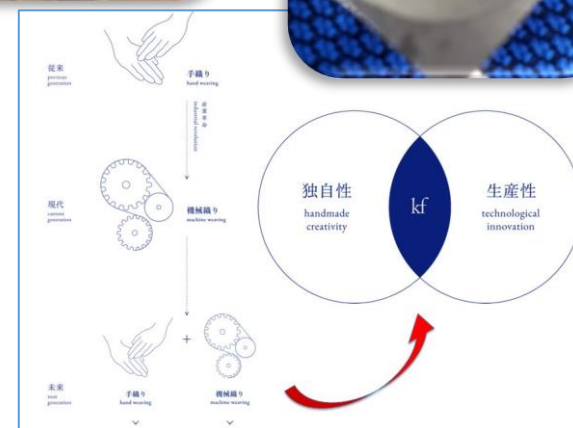 従来
previous
generation
手織り
hand weaving
産業革命
industrial revolution
現代
current
generation
機械織り
machine weaving
未来
next
generation
+
手織り
hand weaving
機械織り
machine weaving
独自性
handmade
creativity
kf
生産性
technological
innovation